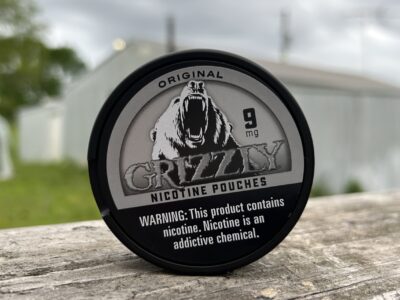 ORIGINAL
9
mg
GRIZZLY
NICOTINE POUCHES
WARNING: This product contains
nicotine. Nicotine is an
addictive chemical.